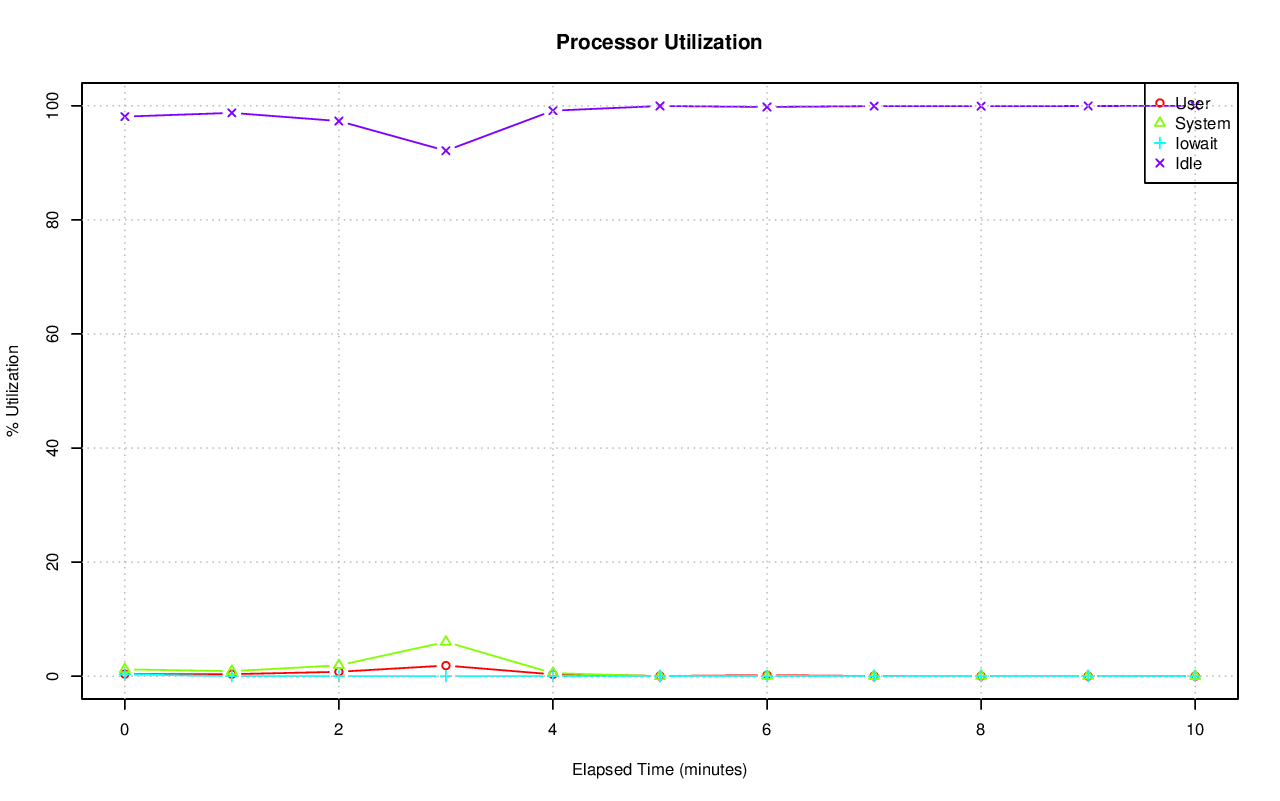 Processor Utilization
100
80
60
40
20
0
% Utilization
User
System
Iowait
Idle
0 2 4 6 8 10
Elapsed Time (minutes)